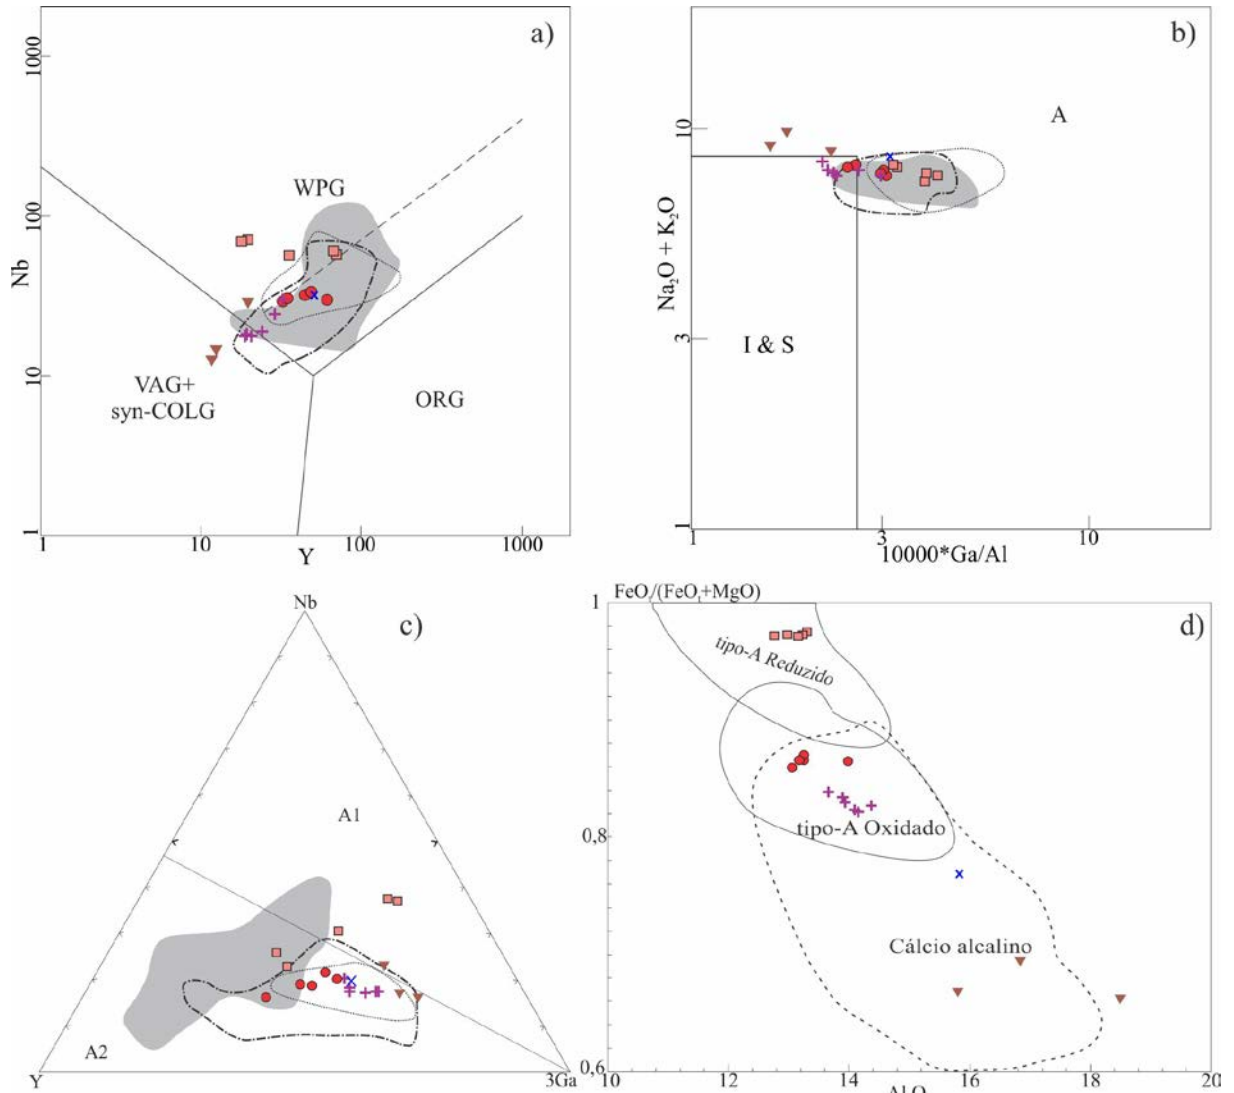 a)
1000
100
10
1
Nb
WPG
VAG+
syn-COLG
ORG
1
10
100
1000
Y
b)
A
10
3
1
Na₂O + K₂O
I & S
1
3
10
10000*Ga/Al
c)
Nb
A1
A2
Y
3Ga
d)
FeOₜ/(FeOₜ+MgO)
1
0,8
0,6
tipo-A Reduzido
tipo-A Oxidado
Cálcio alcalino
10
12
14
16
18
20